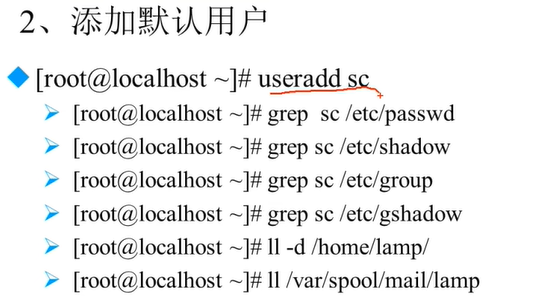 2、添加默认用户
[root@localhost ~]# useradd sc
[root@localhost ~]# grep  sc /etc/passwd
[root@localhost ~]# grep sc /etc/shadow
[root@localhost ~]# grep sc /etc/group
[root@localhost ~]# grep sc /etc/gshadow
[root@localhost ~]# ll -d /home/lamp/
[root@localhost ~]# ll /var/spool/mail/lamp